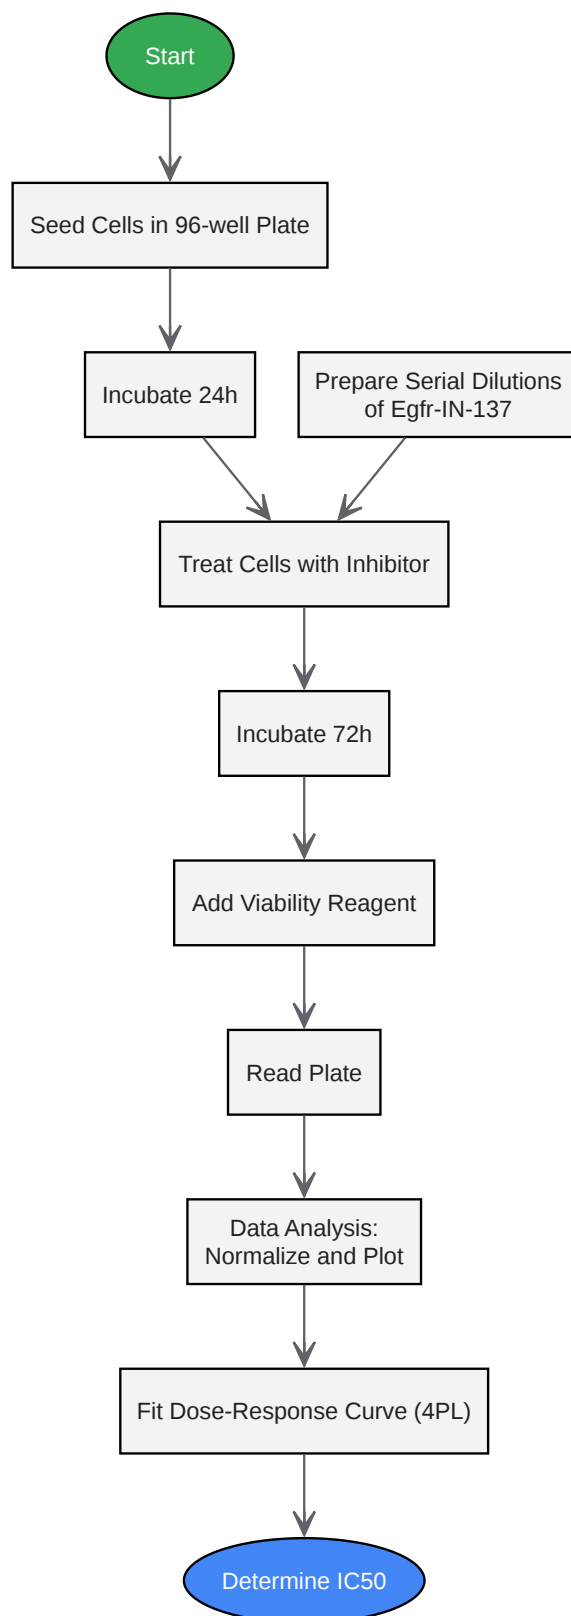 Start
Seed Cells in 96-well Plate
Incubate 24h
Prepare Serial Dilutions
of Egfr-IN-137
Treat Cells with Inhibitor
Incubate 72h
Add Viability Reagent
Read Plate
Data Analysis:
Normalize and Plot
Fit Dose-Response Curve (4PL)
Determine IC50